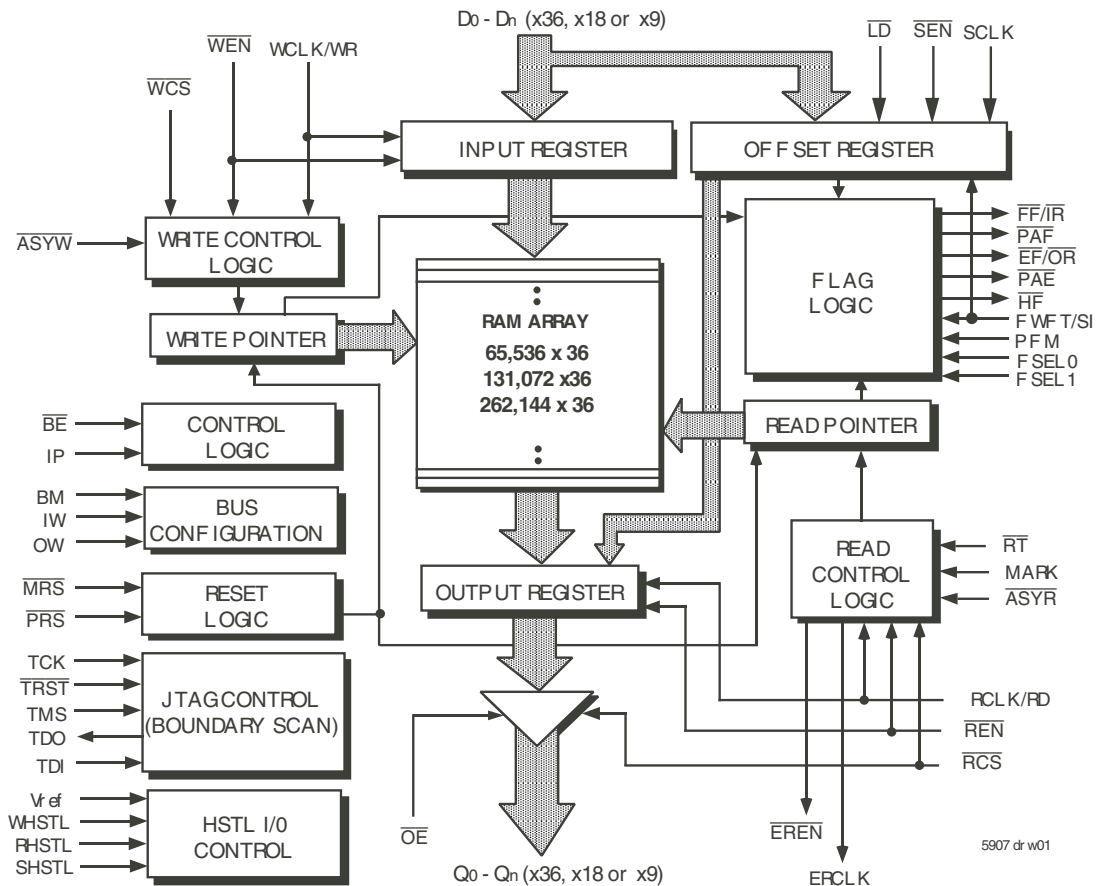 D0 - Dn (x36, x18 or x9)
LD
SEN
SCLK
WEN
WCLK/WR
WCS
INPUT REGISTER
OFFSET REGISTER
ASYW
WRITE CONTROL
LOGIC
FLAG
LOGIC
FF/IR
PAF
EF/OR
PAE
HF
FWFT/SI
PFM
FSEL0
FSEL1
WRITE POINTER
RAM ARRAY
65,536 x 36
131,072 x36
262,144 x 36
READ POINTER
BE
IP
CONTROL
LOGIC
BM
IW
OW
BUS
CONFIGURATION
READ
CONTROL
LOGIC
RT
MARK
ASYR
MRS
PRS
RESET
LOGIC
OUTPUT REGISTER
TCK
TRST
TMS
TDO
TDI
JTAG CONTROL
(BOUNDARY SCAN)
RCLK/RD
REN
RCS
Vref
WHSTL
RHSTL
SHSTL
HSTL I/0
CONTROL
OE
EREN
ERCLK
Q0 - Qn (x36, x18 or x9)
5907 drw01